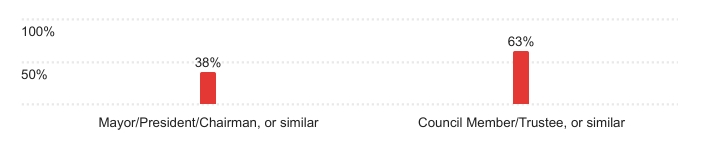 100%
63%
38%
50%
Mayor/President/Chairman, or similar
Council Member/Trustee, or similar